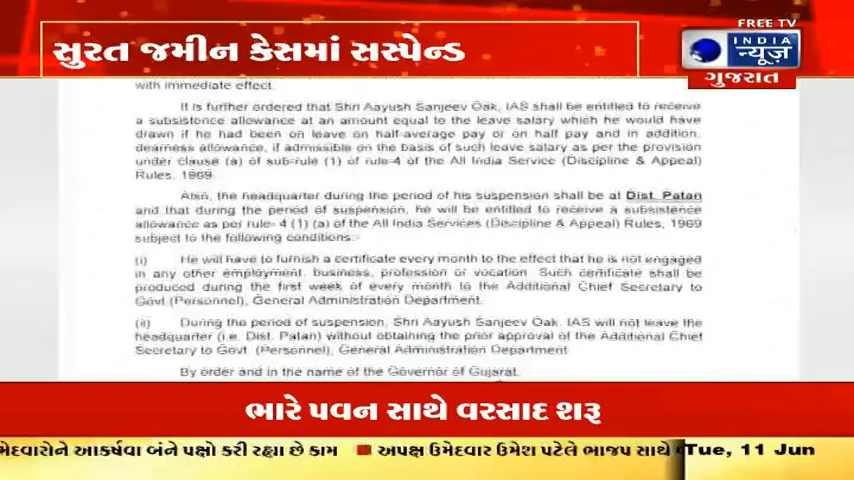 FREE TV
સુરત જમીન કેસમાં સસ્પેન્ડ
INDIA
न्यूज़
ગુજરાત
with immediate effect.
It is further ordered that Shri Aayush Sanjeev Oak, IAS shall be entitled to receive
a subsistence allowance at an amount equal to the leave salary which he would have
drawn if he had been on leave on half-average pay or on half pay and in addition,
dearness allowance, if admissible on the basis of such leave salary as per the provision
under clause (a) of sub-rule (1) of rule-4 of the All India Service (Discipline & Appeal)
Rules, 1969.
Also, the headquarter during the period of his suspension shall be at Dist. Patan
and that during the period of suspension, he will be entitled to receive a subsistence
allowance as per rule- 4 (1) (a) of the All India Services (Discipline & Appeal) Rules, 1969
subject to the following conditions:-
(i) He will have to furnish a certificate every month to the effect that he is not engaged
in any other employment, business, profession or vocation. Such certificate shall be
produced during the first week of every month to the Additional Chief Secretary to
Govt (Personnel), General Administration Department.
(ii) During the period of suspension, Shri Aayush Sanjeev Oak, IAS will not leave the
headquarter (i.e. Dist. Patan) without obtaining the prior approval of the Additional Chief
Secretary to Govt. (Personnel), General Administration Department
By order and in the name of the Governor of Gujarat.
ભારે પવન સાથે વરસાદ શરૂ
મેદવારોને આકર્ષવા બંને પક્ષો કરી રહ્યા છે કામ
અપક્ષ ઉમેદવાર ઉમેશ પટેલે ભાજપ સાથે
Tue, 11 Jun